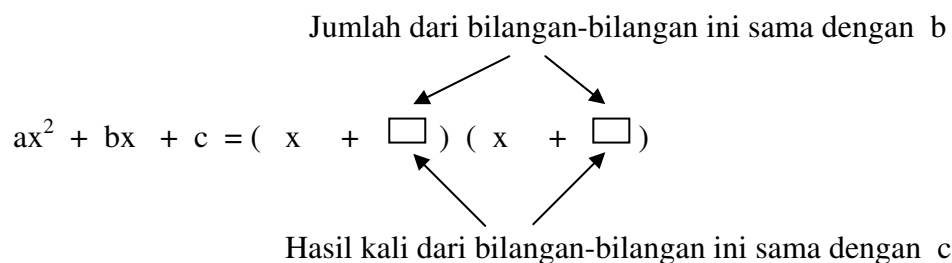 Jumlah dari bilangan-bilangan ini sama dengan b
ax² + bx + c = ( x + □ ) ( x + □ )
Hasil kali dari bilangan-bilangan ini sama dengan c